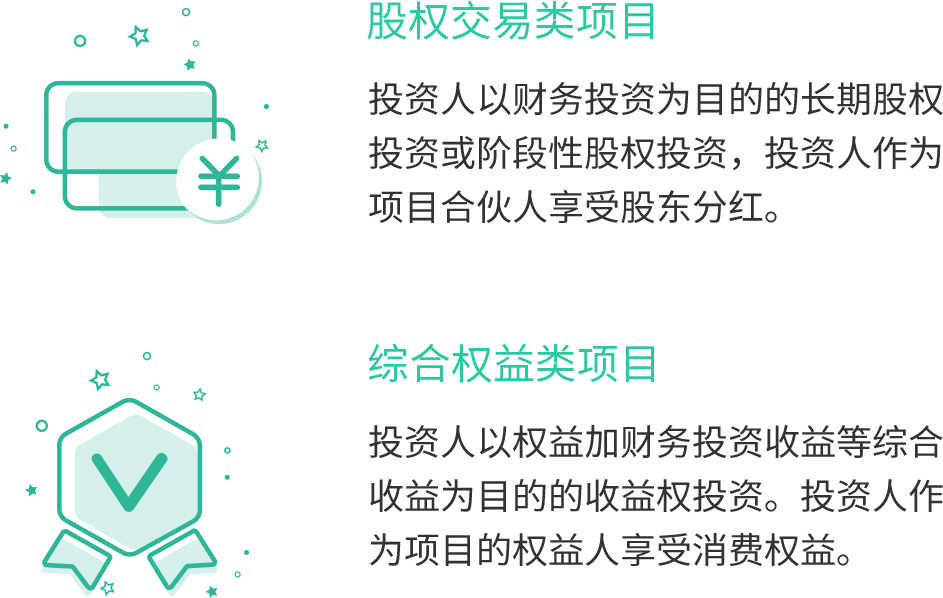 股权交易类项目
投资人以财务投资为目的的长期股权
投资或阶段性股权投资，投资人作为
项目合伙人享受股东分红。
¥
综合权益类项目
投资人以权益加财务投资收益等综合
收益为目的的收益权投资。投资人作
为项目的权益人享受消费权益。